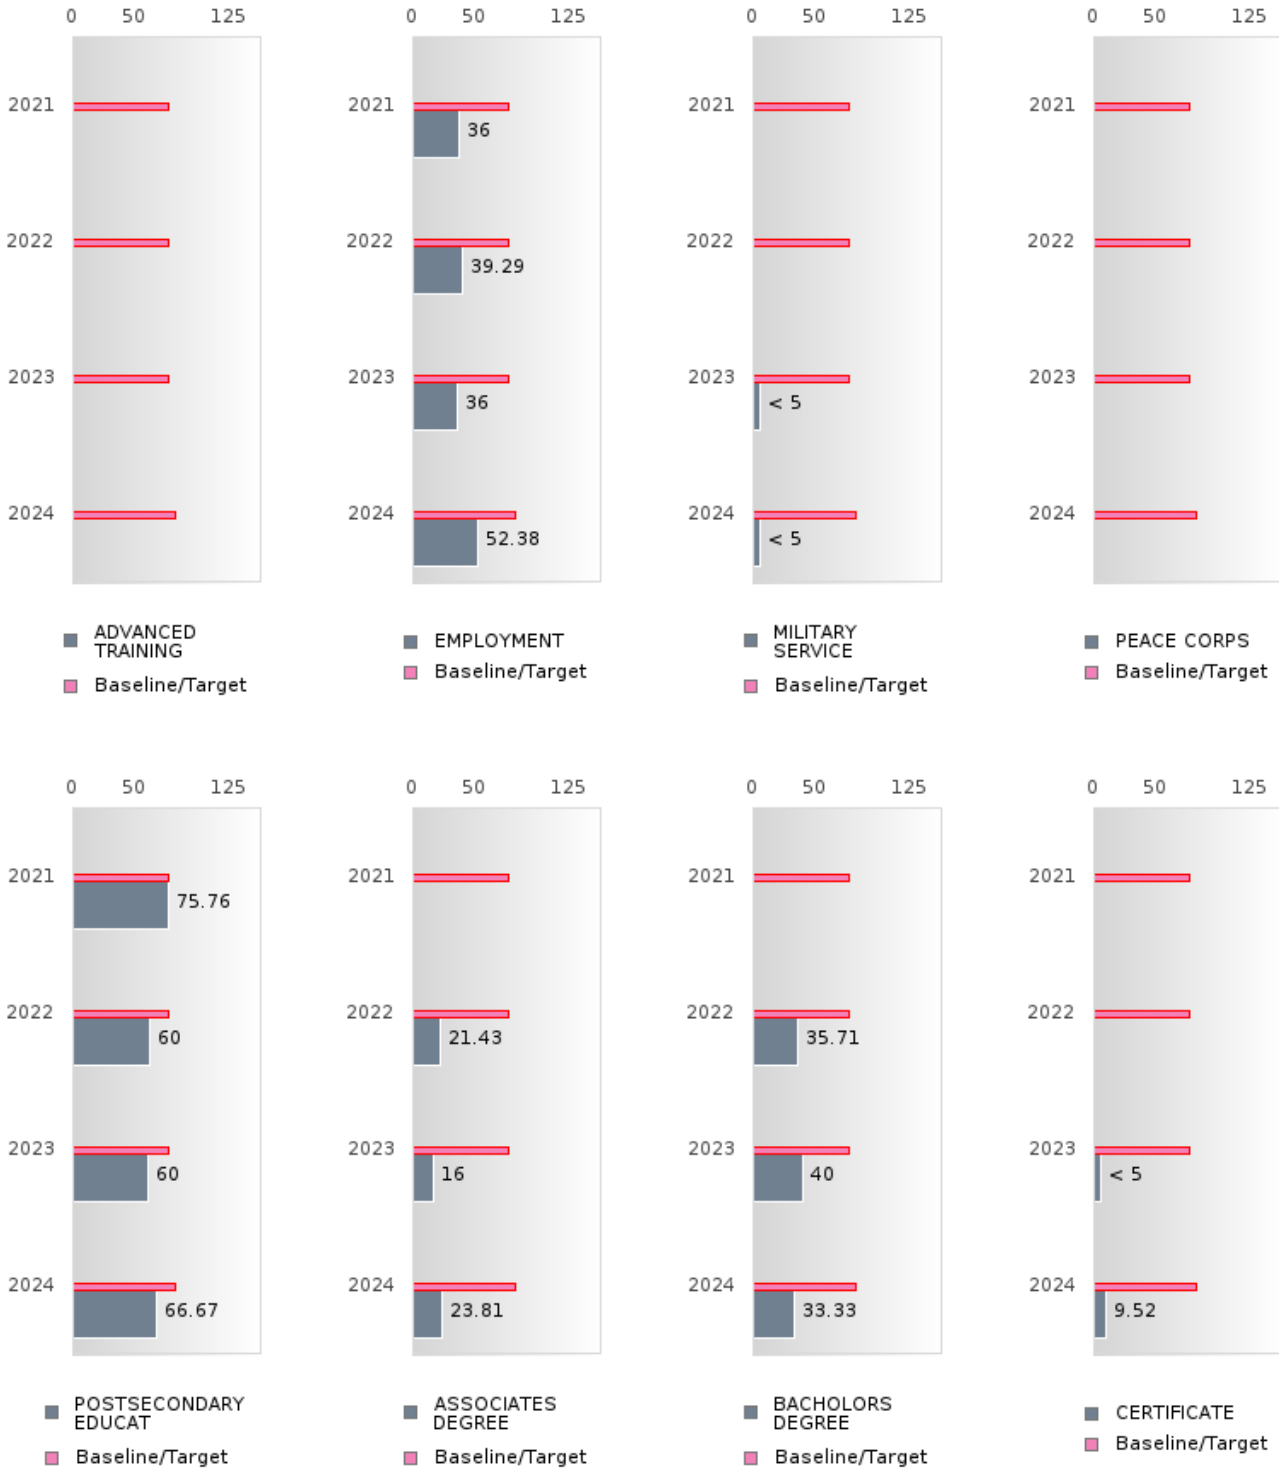 0 50 125 0 50 125 0 50 125 0 50 125
2021 2021 2021 2021
36
2022 2022 2022 2022
39.29
2023 2023 2023 2023
36 < 5
2024 2024 2024 2024
52.38 < 5
ADVANCED
TRAINING
Baseline/Target
EMPLOYMENT
Baseline/Target
MILITARY
SERVICE
Baseline/Target
PEACE CORPS
Baseline/Target
0 50 125 0 50 125 0 50 125 0 50 125
2021 2021 2021 2021
75.76
2022 2022 2022 2022
60 21.43 35.71
2023 2023 2023 2023
60 16 40 < 5
2024 2024 2024 2024
66.67 23.81 33.33 9.52
POSTSECONDARY
EDUCAT
Baseline/Target
ASSOCIATES
DEGREE
Baseline/Target
BACHOLORS
DEGREE
Baseline/Target
CERTIFICATE
Baseline/Target